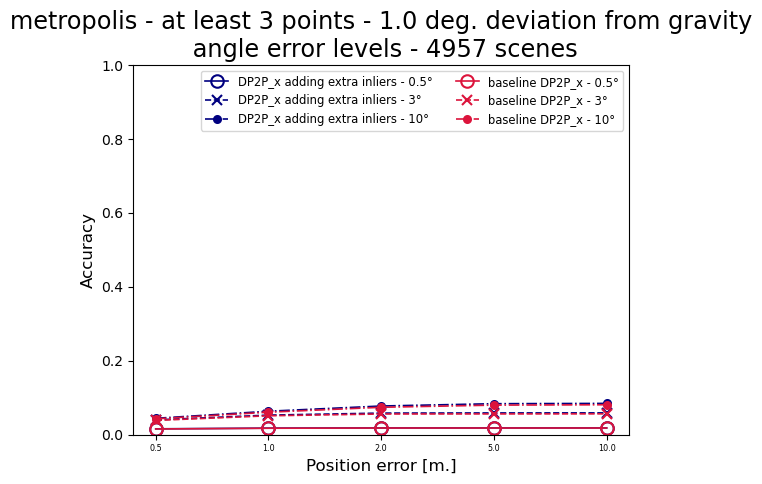 metropolis - at least 3 points - 1.0 deg. deviation from gravity
angle error levels - 4957 scenes
DP2P_x adding extra inliers - 0.5°
DP2P_x adding extra inliers - 3°
DP2P_x adding extra inliers - 10°
baseline DP2P_x - 0.5°
baseline DP2P_x - 3°
baseline DP2P_x - 10°
Accuracy
1.0
0.8
0.6
0.4
0.2
0.0
0.5
1.0
2.0
5.0
10.0
Position error [m.]